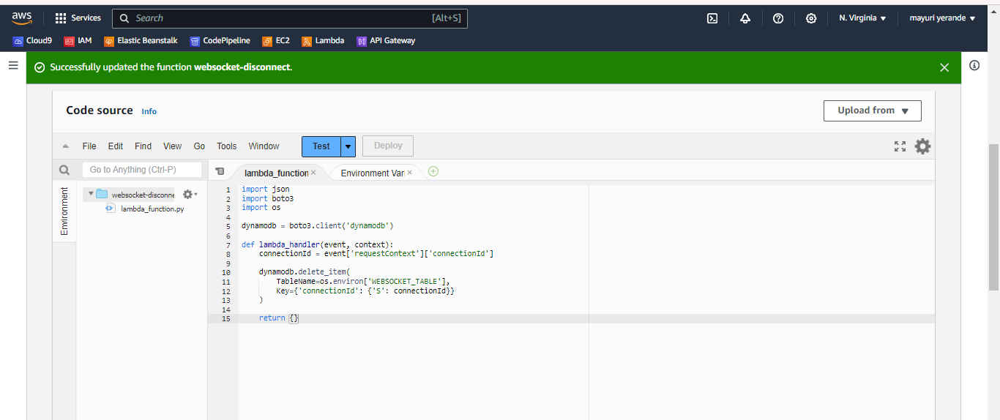 aws Services Search [Alt+S] N. Virginia mayuri yerande
Cloud9 IAM Elastic Beanstalk CodePipeline EC2 Lambda API Gateway
Successfully updated the function websocket-disconnect.
Code source Info Upload from
File Edit Find View Go Tools Window Test Deploy
Go to Anything (Ctrl-P) lambda_function Environment Vari
Environment
websocket-disconne
lambda_function.py
1 import json
2 import boto3
3 import os
4
5 dynamodb = boto3.client('dynamodb')
6
7 def lambda_handler(event, context):
8 connectionId = event['requestContext']['connectionId']
9
10 dynamodb.delete_item(
11 TableName=os.environ['WEBSOCKET_TABLE'],
12 Key={'connectionId': {'S': connectionId}}
13 )
14
15 return {}